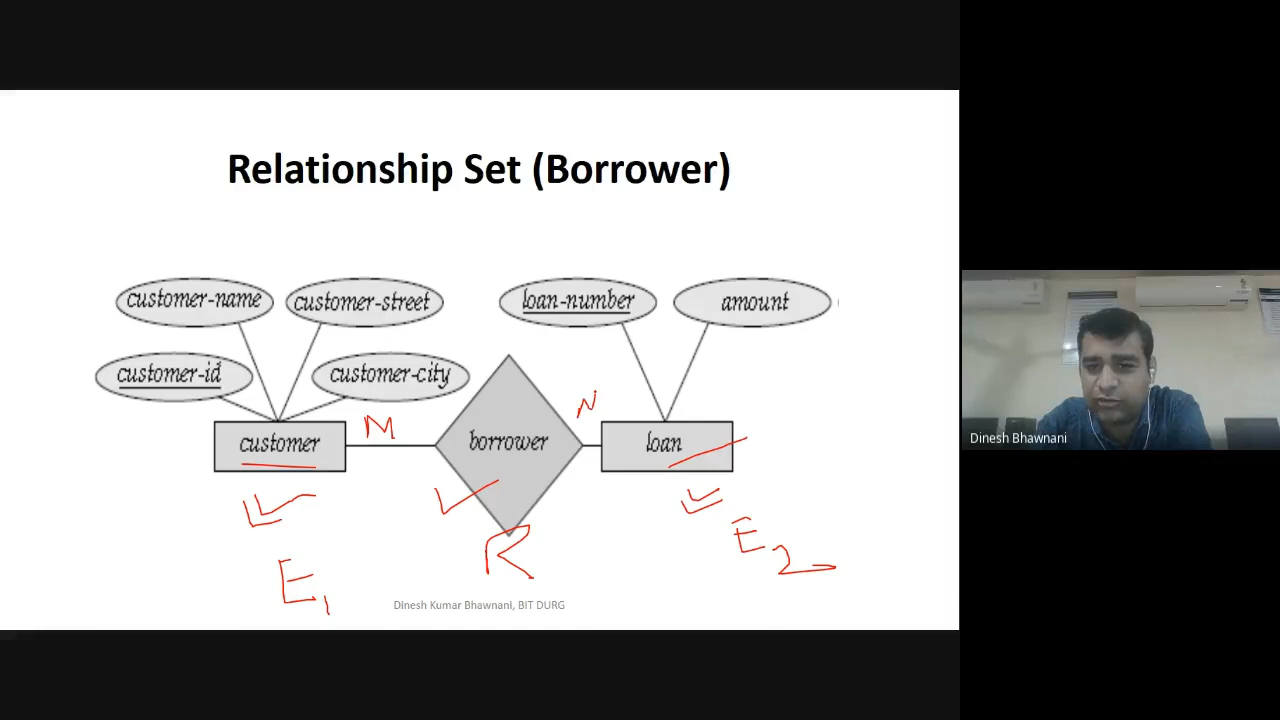 Relationship Set (Borrower)
customer-name customer-street loan-number amount
customer-id customer-city
M N
customer borrower loan
E2
R
E1
Dinesh Kumar Bhawnani, BIT DURG
Dinesh Bhawnani